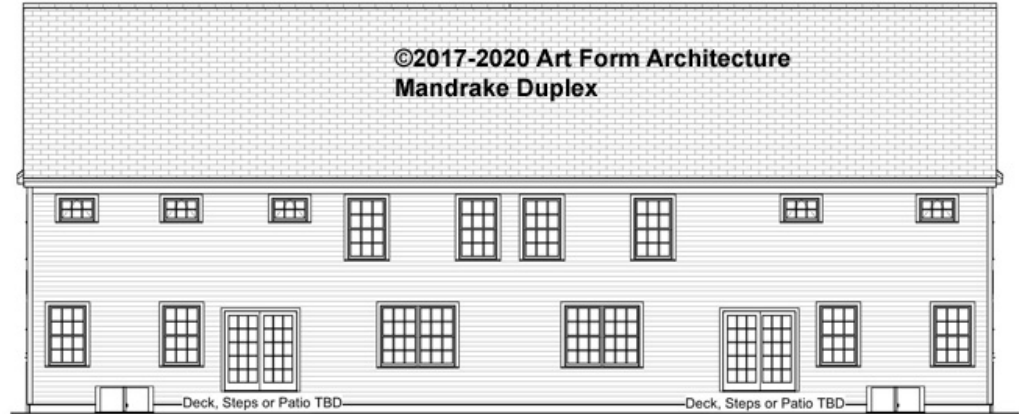 ©2017-2020 Art Form Architecture
Mandrake Duplex
Deck, Steps or Patio TBD
Deck, Steps or Patio TBD